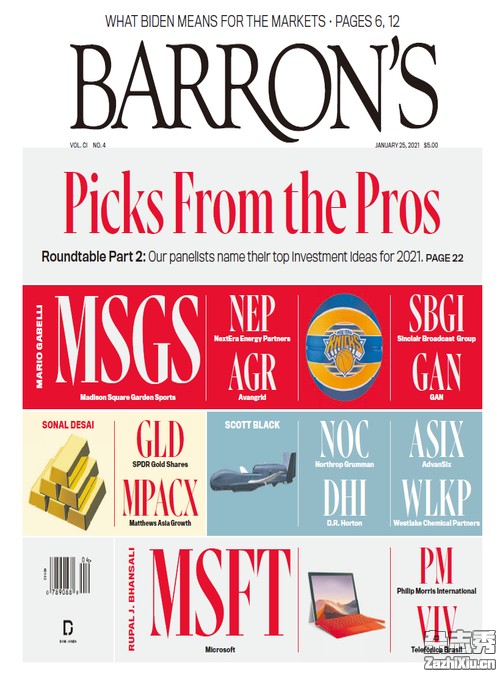 WHAT BIDEN MEANS FOR THE MARKETS · PAGES 6, 12
BARRON'S
VOL. CI NO. 4 JANUARY 25, 2021 $5.00
Picks From the Pros
Roundtable Part 2: Our panelists name their top investment ideas for 2021. PAGE 22
MARIO GABELLI
MSGS
Madison Square Garden Sports
NEP
NextEra Energy Partners
AGR
Avangrid
NEW YORK
KNICKS
SBGI
Sinclair Broadcast Group
GAN
GAN
SONAL DESAI
GLD
SPDR Gold Shares
MPACX
Matthews Asia Growth
SCOTT BLACK
NOC
Northrop Grumman
DHI
D.R. Horton
ASIX
AdvanSix
WLKP
Westlake Chemical Partners
04
RUPAL J. BHANSALI
MSFT
Microsoft
PM
Philip Morris International
VIV
Telefônica Brasil
杂志秀
ZazhiXiu.cn